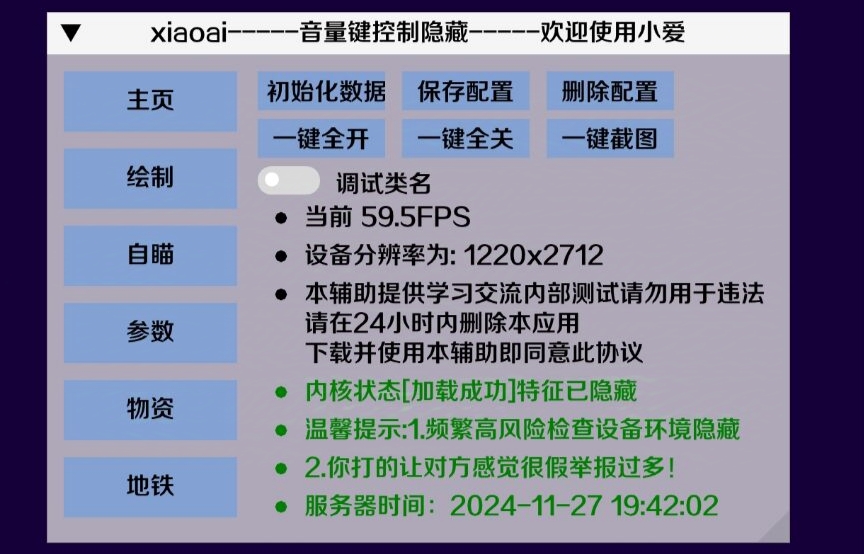 xiaoai-----音量键控制隐藏-----欢迎使用小爱
主页
初始化数据
保存配置
删除配置
一键全开
一键全关
一键截图
绘制
调试类名
当前 59.5FPS
自瞄
设备分辨率为: 1220x2712
本辅助提供学习交流内部测试请勿用于违法
请在24小时内删除本应用
下载并使用本辅助即同意此协议
参数
物资
内核状态[加载成功]特征已隐藏
温馨提示:1.频繁高风险检查设备环境隐藏
地铁
2.你打的让对方感觉很假举报过多!
服务器时间: 2024-11-27 19:42:02